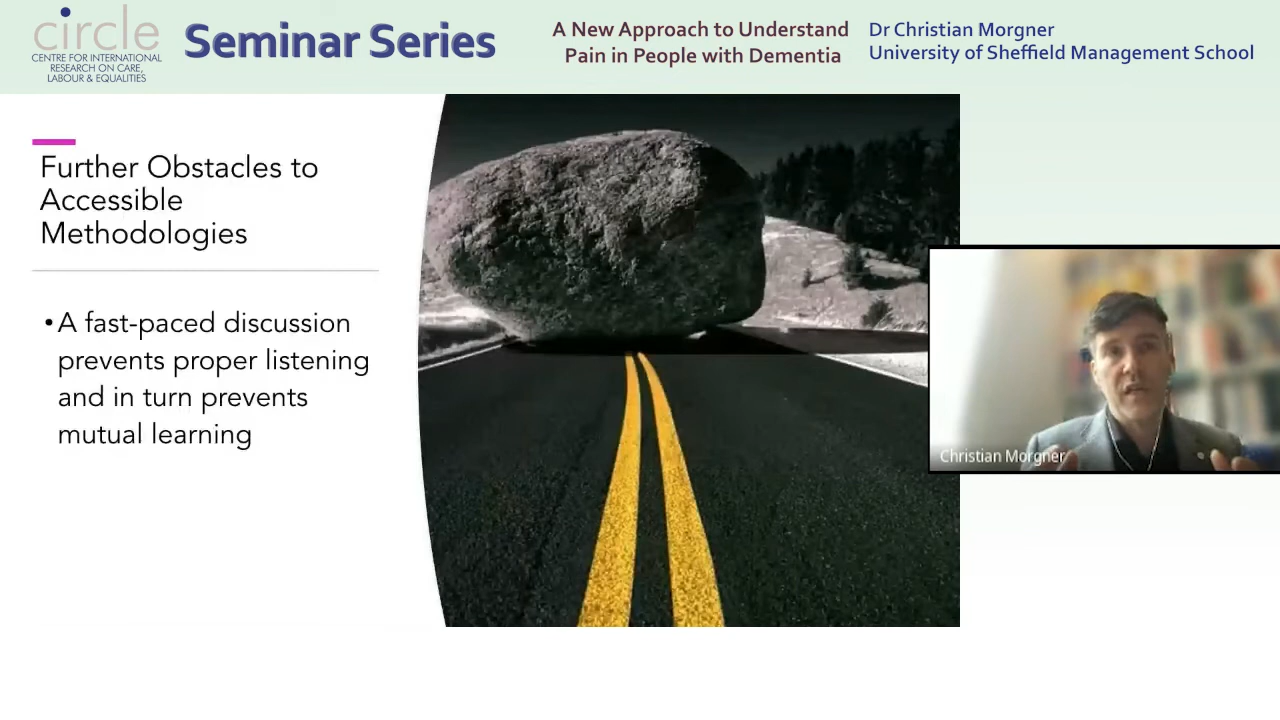 circle
CENTRE FOR INTERNATIONAL
RESEARCH ON CARE,
LABOUR & EQUALITIES
Seminar Series
A New Approach to Understand
Pain in People with Dementia
Dr Christian Morgner
University of Sheffield Management School
Further Obstacles to
Accessible
Methodologies
• A fast-paced discussion
prevents proper listening
and in turn prevents
mutual learning
Christian Morgner